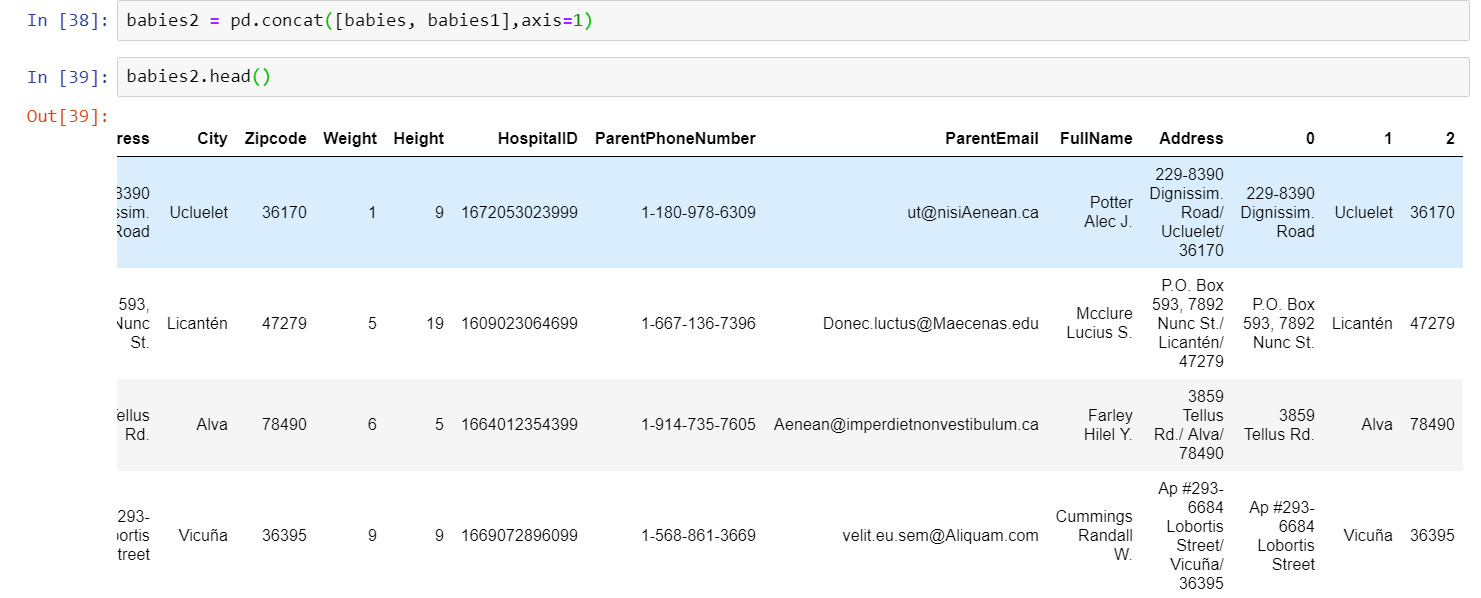 In [38]: babies2 = pd.concat([babies, babies1],axis=1)
In [39]: babies2.head()
Out[39]:
ress City Zipcode Weight Height HospitalID ParentPhoneNumber ParentEmail FullName Address 0 1 2
8390 ssim. Road Ucluelet 36170 1 9 1672053023999 1-180-978-6309 ut@nisiAenean.ca Potter Alec J. 229-8390 Dignissim. Road/ Ucluelet/ 36170 229-8390 Dignissim. Road Ucluelet 36170
593, Nunc St. Licantén 47279 5 19 1609023064699 1-667-136-7396 Donec.luctus@Maecenas.edu Mcclure Lucius S. P.O. Box 593, 7892 Nunc St./ Licantén/ 47279 P.O. Box 593, 7892 Nunc St. Licantén 47279
ellus Rd. Alva 78490 6 5 1664012354399 1-914-735-7605 Aenean@imperdietnonvestibulum.ca Farley Hilel Y. 3859 Tellus Rd./ Alva/ 78490 3859 Tellus Rd. Alva 78490
293- ortis treet Vicuña 36395 9 9 1669072896099 1-568-861-3669 velit.eu.sem@Aliquam.com Cummings Randall W. Ap #293- 6684 Lobortis Street/ Vicuña/ 36395 Ap #293- 6684 Lobortis Street Vicuña 36395